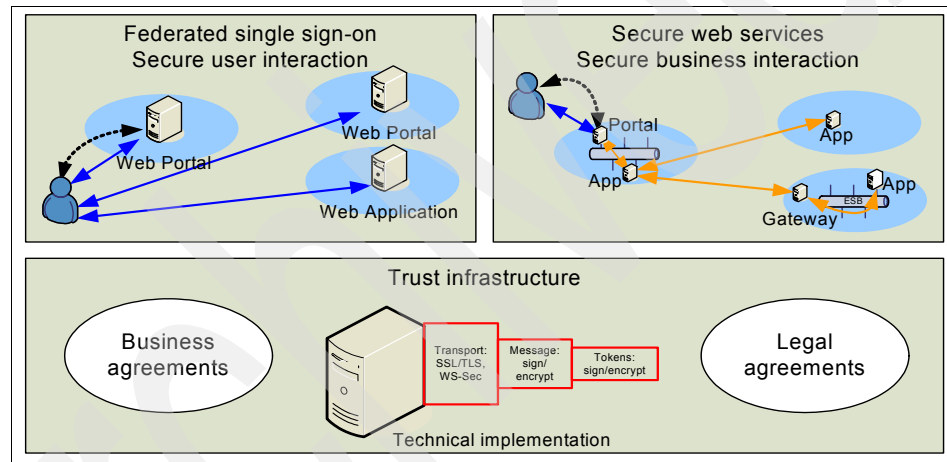 Federated single sign-on
Secure user interaction
Web Portal
Web Portal
Web Application
Secure web services
Secure business interaction
Portal
App
App
App
ESB
Gateway
Trust infrastructure
Business
agreements
Transport:
SSL/TLS,
WS-Sec
Message:
sign/
encrypt
Tokens:
sign/encrypt
Legal
agreements
Technical implementation